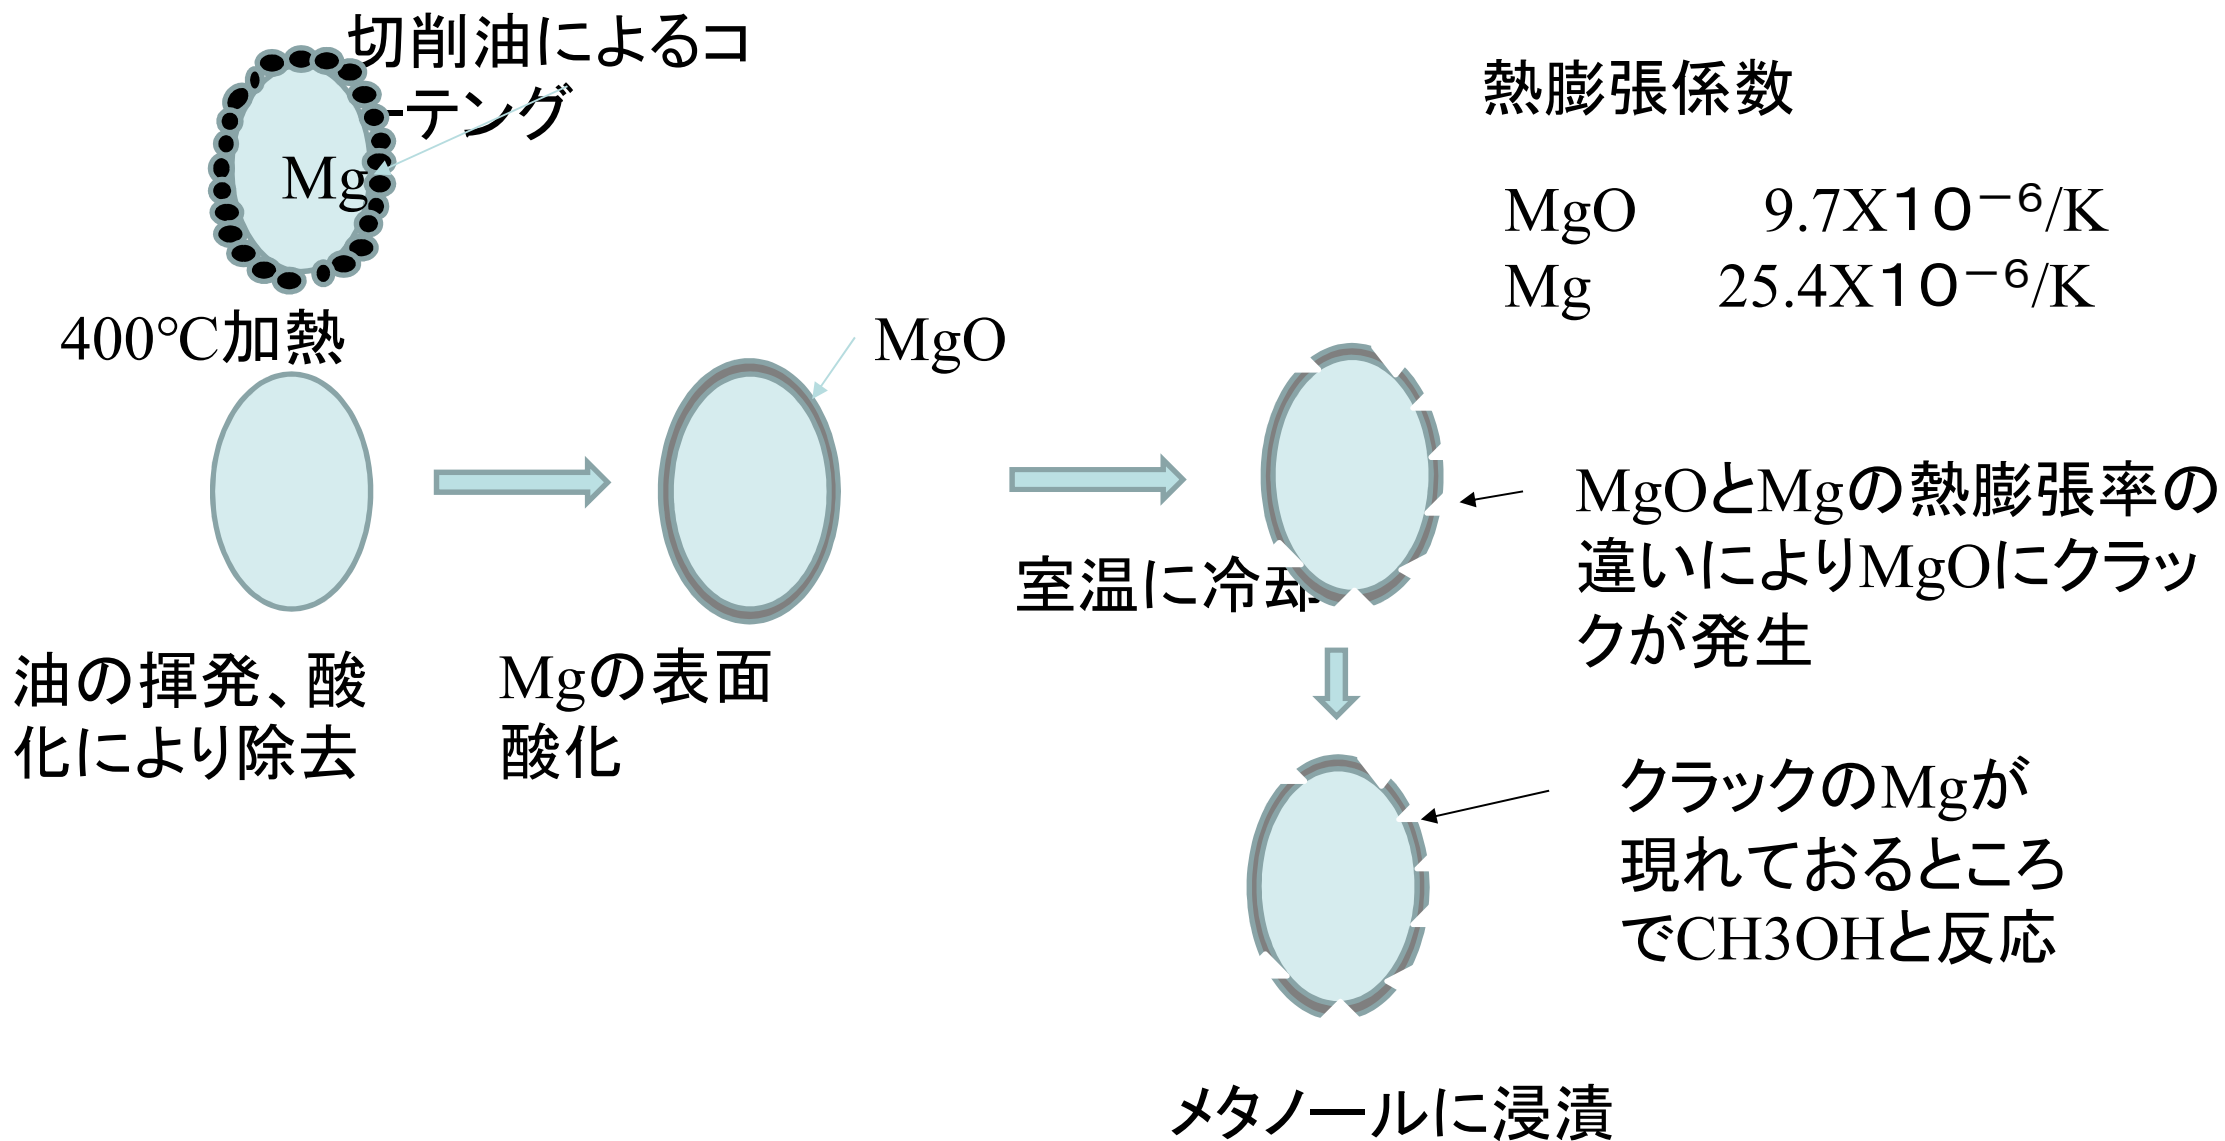 切削油によるコ
ーテング
Mg
400℃加熱
油の揮発、酸
化により除去
Mgの表面
酸化
MgO
室温に冷却
熱膨張係数
MgO 9.7X10⁻⁶/K
Mg 25.4X10⁻⁶/K
MgOとMgの熱膨張率の
違いによりMgOにクラッ
クが発生
クラックのMgが
現れておるところ
でCH3OHと反応
メタノールに浸漬